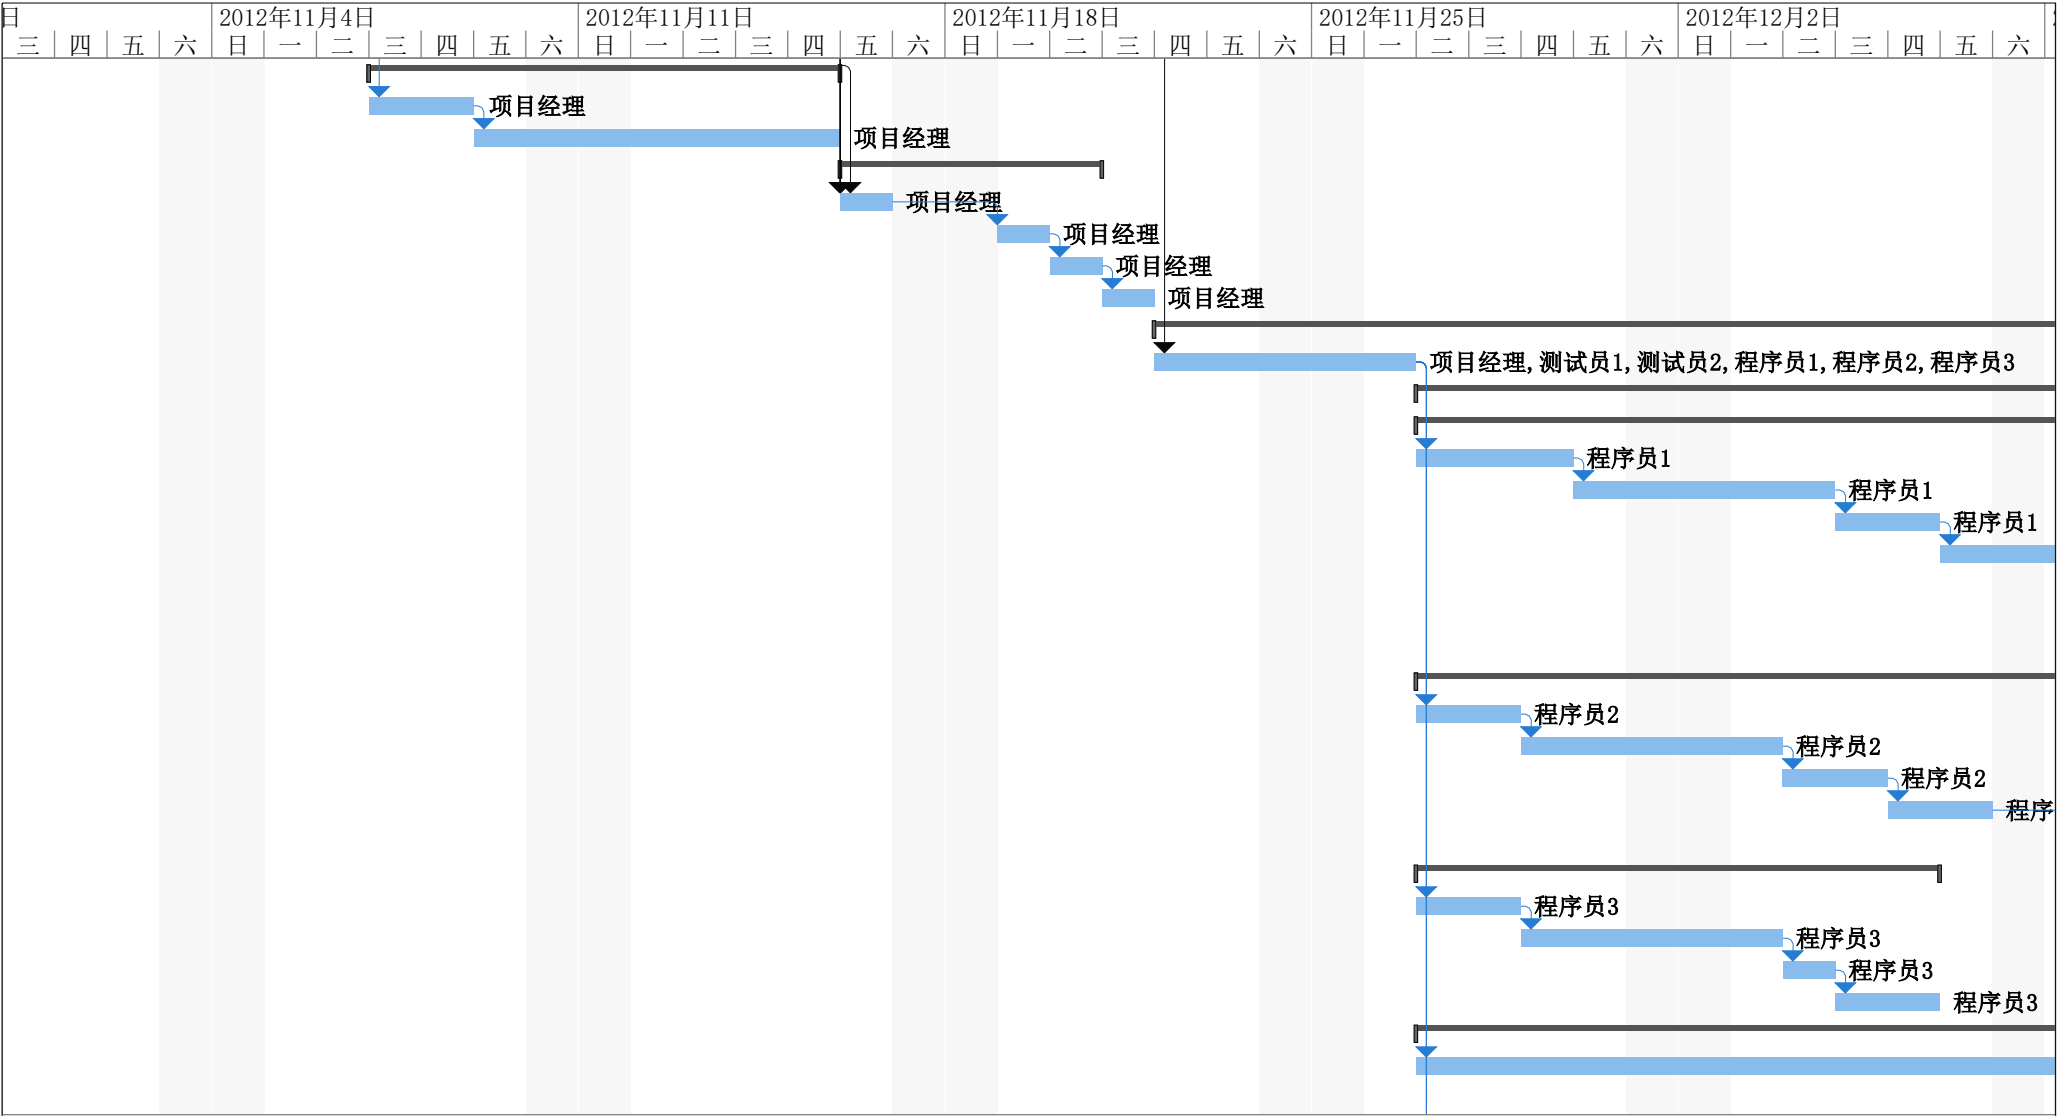 日 2012年11月4日 2012年11月11日 2012年11月18日 2012年11月25日 2012年12月2日
三 四 五 六 日 一 二 三 四 五 六 日 一 二 三 四 五 六 日 一 二 三 四 五 六 日 一 二 三 四 五 六 日 一 二 三 四 五 六
项目经理
项目经理
项目经理
项目经理
项目经理
项目经理
项目经理, 测试员1, 测试员2, 程序员1, 程序员2, 程序员3
程序员1
程序员1
程序员1
程序员2
程序员2
程序员2
程序
程序员3
程序员3
程序员3
程序员3